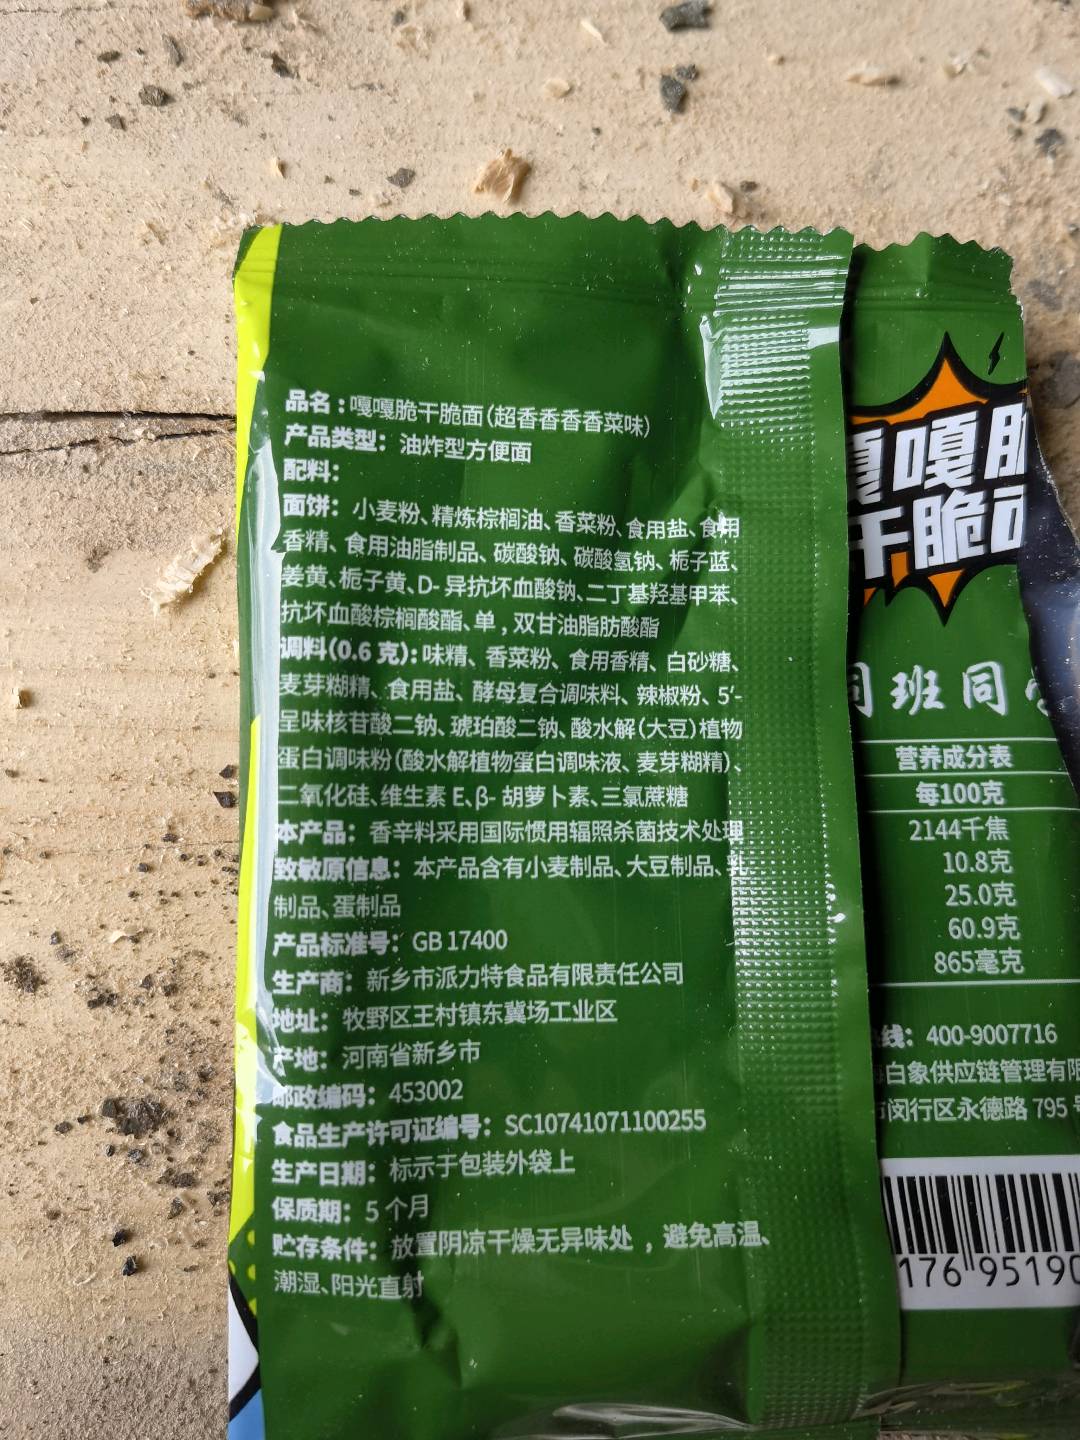 品名：嘎嘎脆干脆面（超香香香香菜味）
产品类型：油炸型方便面
配料：
面饼：小麦粉、精炼棕榈油、香菜粉、食用盐、食用
香精、食用油脂制品、碳酸钠、碳酸氢钠、栀子蓝、
姜黄、栀子黄、D-异抗坏血酸钠、二丁基羟基甲苯、
抗坏血酸棕榈酸酯、单，双甘油脂肪酸酯
调料（0.6 克）：味精、香菜粉、食用香精、白砂糖、
麦芽糊精、食用盐、酵母复合调味料、辣椒粉、5′-
呈味核苷酸二钠、琥珀酸二钠、酸水解（大豆）植物
蛋白调味粉（酸水解植物蛋白调味液、麦芽糊精）、
二氧化硅、维生素 E、β-胡萝卜素、三氯蔗糖
本产品：香辛料采用国际惯用辐照杀菌技术处理
致敏原信息：本产品含有小麦制品、大豆制品、乳
制品、蛋制品
产品标准号：GB 17400
生产商：新乡市派力特食品有限责任公司
地址：牧野区王村镇东冀场工业区
产地：河南省新乡市
邮政编码：453002
食品生产许可证编号：SC10741071100255
生产日期：标示于包装外袋上
保质期：5 个月
贮存条件：放置阴凉干燥无异味处，避免高温、
潮湿、阳光直射
嘎嘎脆
干脆面
同班同
营养成分表
每100克
2144千焦
10.8克
25.0克
60.9克
865毫克
线：400-9007716
白象供应链管理有限
闵行区永德路 795 号
176 95190